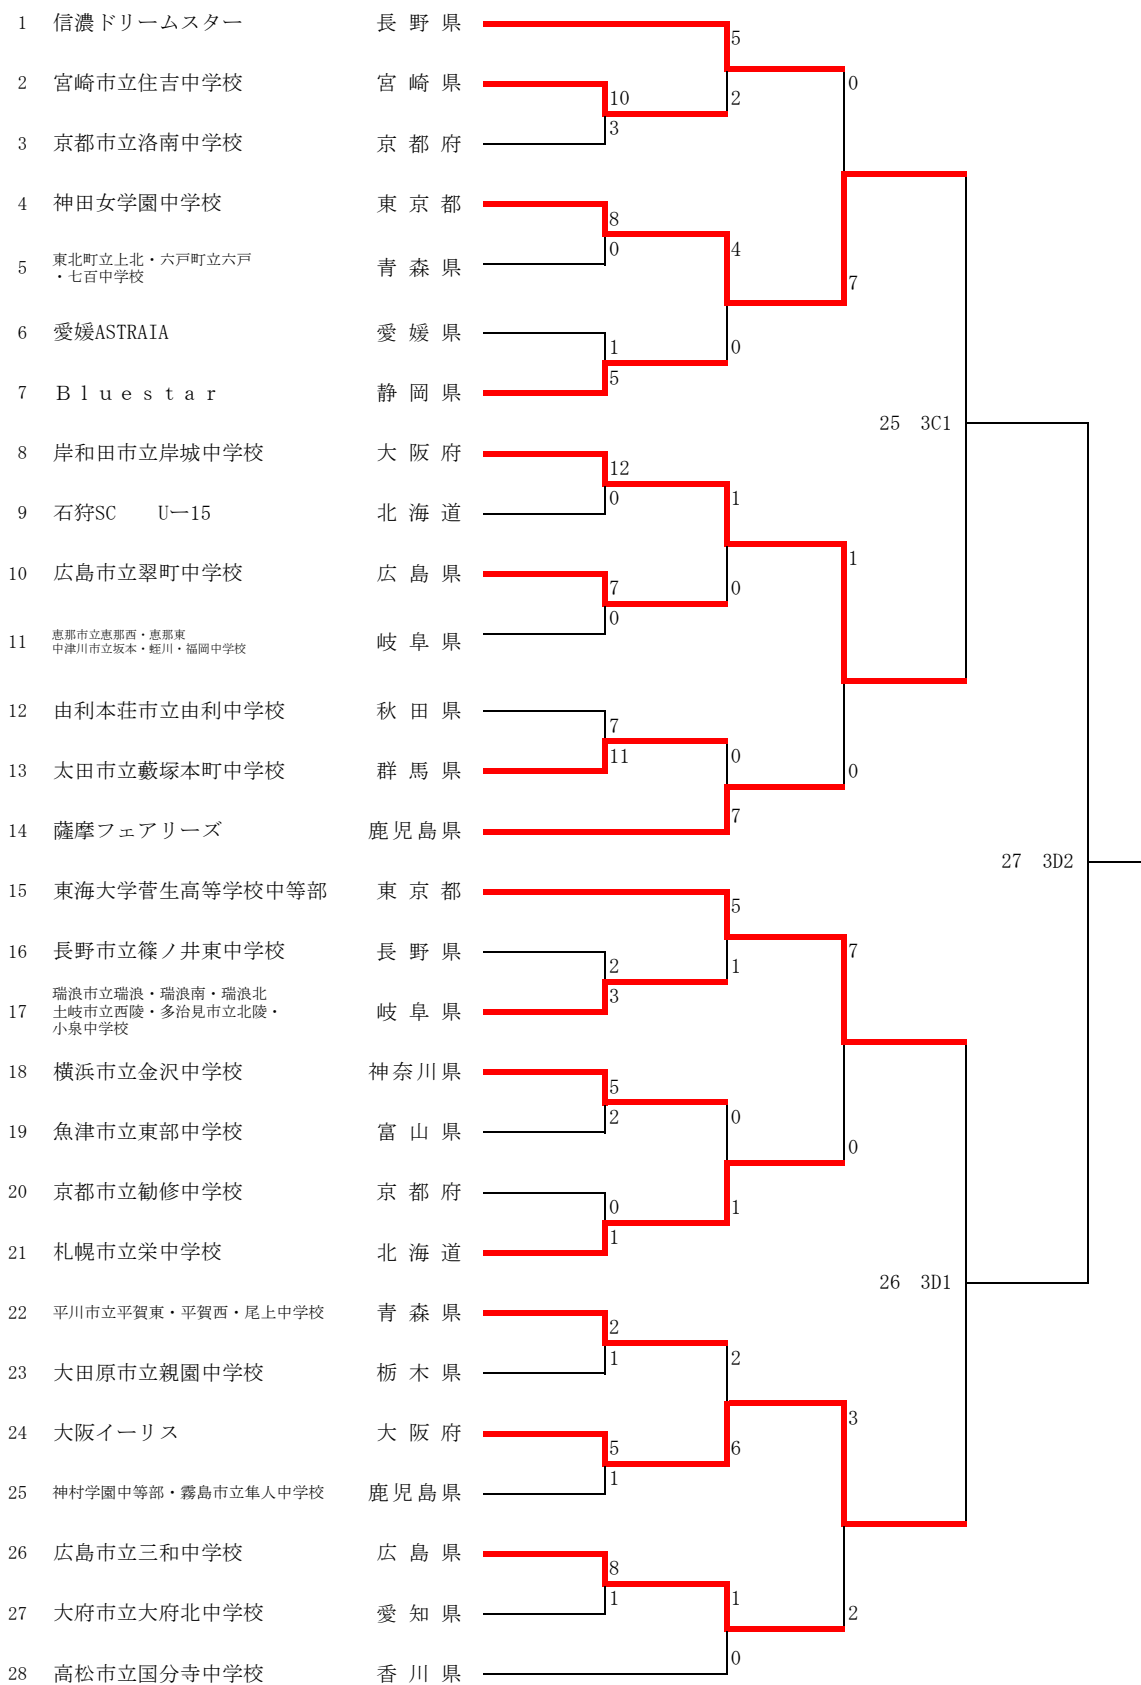 1 信濃ドリームスター 長野県
5
0
2 宮崎市立住吉中学校 宮崎県
10
2
3
3 京都市立洛南中学校 京都府
4 神田女学園中学校 東京都
8
0
4
5 東北町立上北・六戸町立六戸
・七百中学校 青森県
7
6 愛媛ASTRAIA 愛媛県
1
0
5
7 Ｂｌｕｅｓｔａｒ 静岡県
25 3C1
8 岸和田市立岸城中学校 大阪府
12
0
1
9 石狩SC U一15 北海道
1
10 広島市立翠町中学校 広島県
7
0
0
11 恵那市立恵那西・恵那東
中津川市立坂本・蛭川・福岡中学校 岐阜県
12 由利本荘市立由利中学校 秋田県
7
11
0
13 太田市立藪塚本町中学校 群馬県
0
7
14 薩摩フェアリーズ 鹿児島県
27 3D2
15 東海大学菅生高等学校中等部 東京都
5
7
16 長野市立篠ノ井東中学校 長野県
2
1
3
17 瑞浪市立瑞浪・瑞浪南・瑞浪北
土岐市立西陵・多治見市立北陵・
小泉中学校 岐阜県
18 横浜市立金沢中学校 神奈川県
5
2
0
19 魚津市立東部中学校 富山県
0
20 京都市立勧修中学校 京都府
0
1
1
21 札幌市立栄中学校 北海道
26 3D1
22 平川市立平賀東・平賀西・尾上中学校 青森県
2
1
2
23 大田原市立親園中学校 栃木県
3
24 大阪イーリス 大阪府
5
6
1
25 神村学園中等部・霧島市立隼人中学校 鹿児島県
26 広島市立三和中学校 広島県
8
1
1
27 大府市立大府北中学校 愛知県
2
0
28 高松市立国分寺中学校 香川県